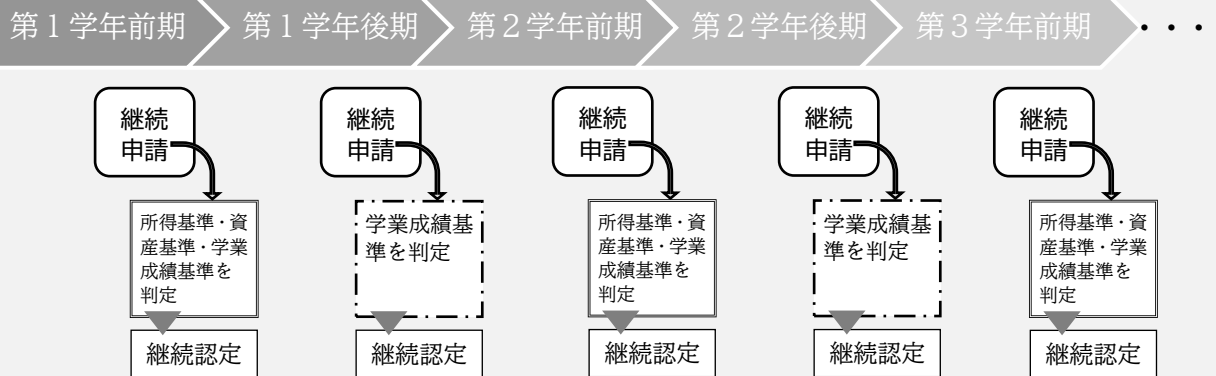 第１学年前期
第１学年後期
第２学年前期
第２学年後期
第３学年前期
・・・
継続
申請
継続
申請
継続
申請
継続
申請
継続
申請
所得基準・資
産基準・学業
成績基準を
判定
学業成績基
準を判定
所得基準・資
産基準・学業
成績基準を
判定
学業成績基
準を判定
所得基準・資
産基準・学業
成績基準を
判定
継続認定
継続認定
継続認定
継続認定
継続認定